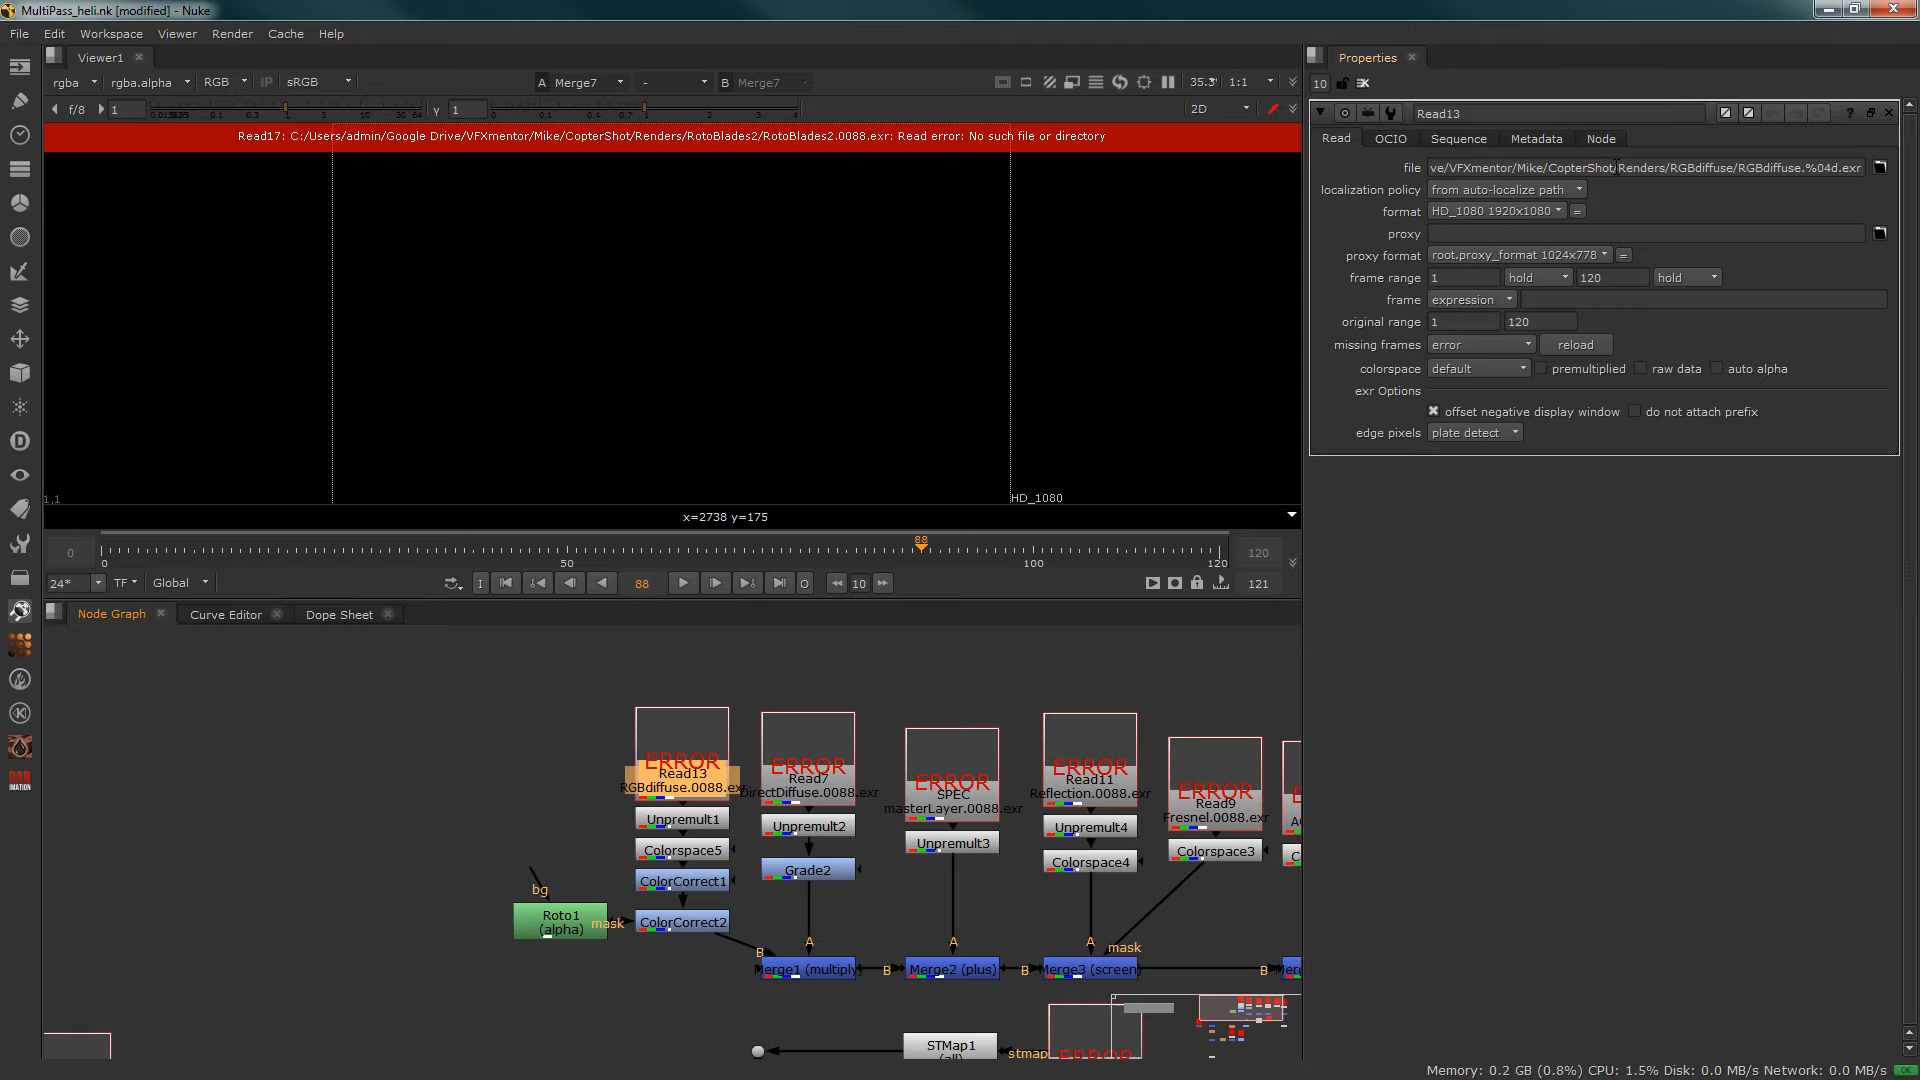 MultiPass_heli.nk [modified] - Nuke
File Edit Workspace Viewer Render Cache Help
Viewer1
rgba rgba.alpha RGB IP sRGB A Merge7 - B Merge7 35.3 1:1
f/8 1 Y 1 2D
Read17: C:/Users/admin/Google Drive/VFXmentor/Mike/CopterShot/Renders/RotoBlades2/RotoBlades2.0088.exr: Read error: No such file or directory
1,1
HD_1080
x=2738 y=175
0 88 120
0 50 100 120
24* TF Global I 88 O 10 121
Node Graph Curve Editor Dope Sheet
ERROR
Read13
RGBdiffuse.0088.ex
Unpremult1
Colorspace5
ColorCorrect1
ColorCorrect2
bg
Roto1
(alpha)
mask
ERROR
Read7
DirectDiffuse.0088.exr
Unpremult2
Grade2
A
B
Merge1 (multiply
ERROR
SPEC
masterLayer.0088.exr
Unpremult3
A
B
Merge2 (plus)
ERROR
Read11
Reflection.0088.exr
Unpremult4
Colorspace4
A
B
Merge3 (screen)
ERROR
Read9
Fresnel.0088.exr
Colorspace3
mask
B
STMap1
(all)
stmap
ERROR
Properties
10
Read13
Read OCIO Sequence Metadata Node
file ve/VFXmentor/Mike/CopterShot/Renders/RGBdiffuse/RGBdiffuse.%04d.exr
localization policy from auto-localize path
format HD_1080 1920x1080 =
proxy
proxy format root.proxy_format 1024x778 =
frame range 1 hold 120 hold
frame expression
original range 1 120
missing frames error reload
colorspace default premultiplied raw data auto alpha
exr Options
offset negative display window do not attach prefix
edge pixels plate detect
Memory: 0.2 GB (0.8%) CPU: 1.5% Disk: 0.0 MB/s Network: 0.0 MB/s